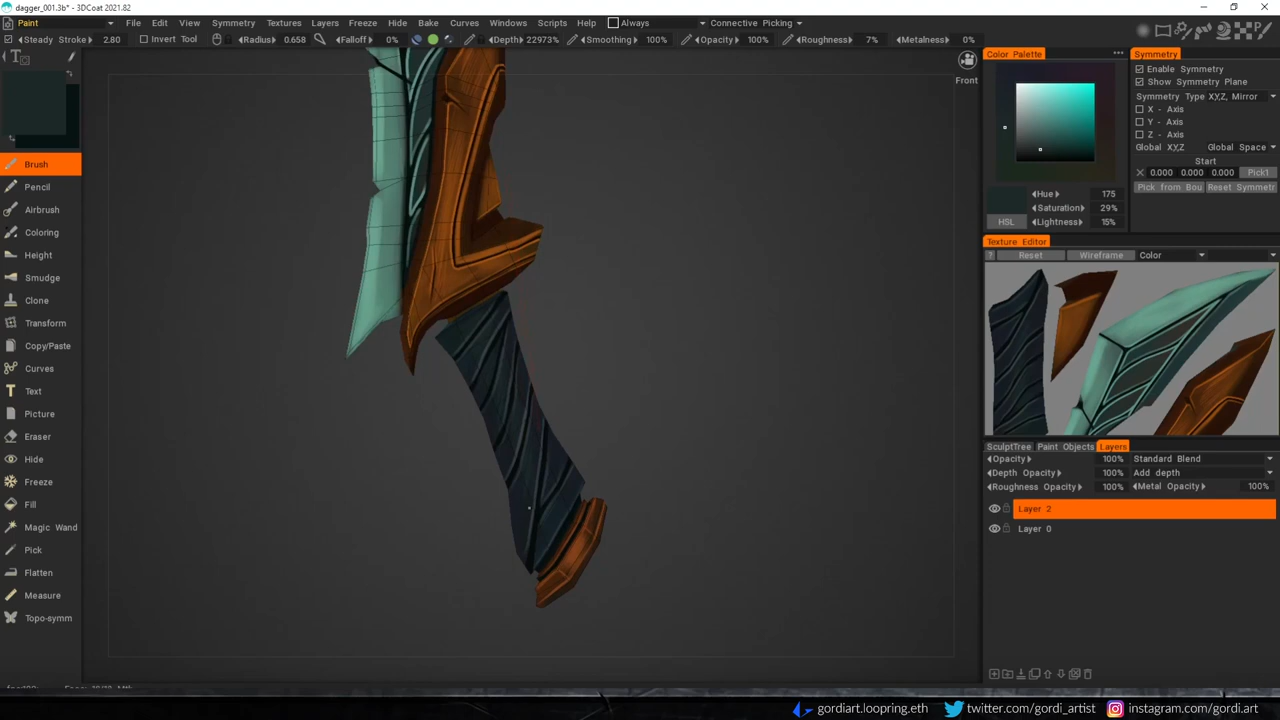 dagger_001.3b* - 3DCoat 2021.82
Paint File Edit View Symmetry Textures Layers Freeze Hide Bake Curves Windows Scripts Help Always Connective Picking
Steady Stroke 2.80 Invert Tool Radius 0.658 Falloff 0% Depth 22973% Smoothing 100% Opacity 100% Roughness 7% Metalness 0%
Front
Brush
Pencil
Airbrush
Coloring
Height
Smudge
Clone
Transform
Copy/Paste
Curves
Text
Picture
Eraser
Hide
Freeze
Fill
Magic Wand
Pick
Flatten
Measure
Topo-symm
Color Palette
Hue 175
Saturation 29%
HSL Lightness 15%
Symmetry
Enable Symmetry
Show Symmetry Plane
Symmetry Type X,Y,Z, Mirror
X - Axis
Y - Axis
Z - Axis
Global X,Y,Z Global Space
Start
X 0.000 0.000 0.000 Pick1
Pick from Bou Reset Symmetr
Texture Editor
? Reset Wireframe Color
SculptTree Paint Objects Layers
Opacity 100% Standard Blend
Depth Opacity 100% Add depth
Roughness Opacity 100% Metal Opacity 100%
Layer 2
Layer 0
gordiart.loopring.eth twitter.com/gordi_artist instagram.com/gordi.art